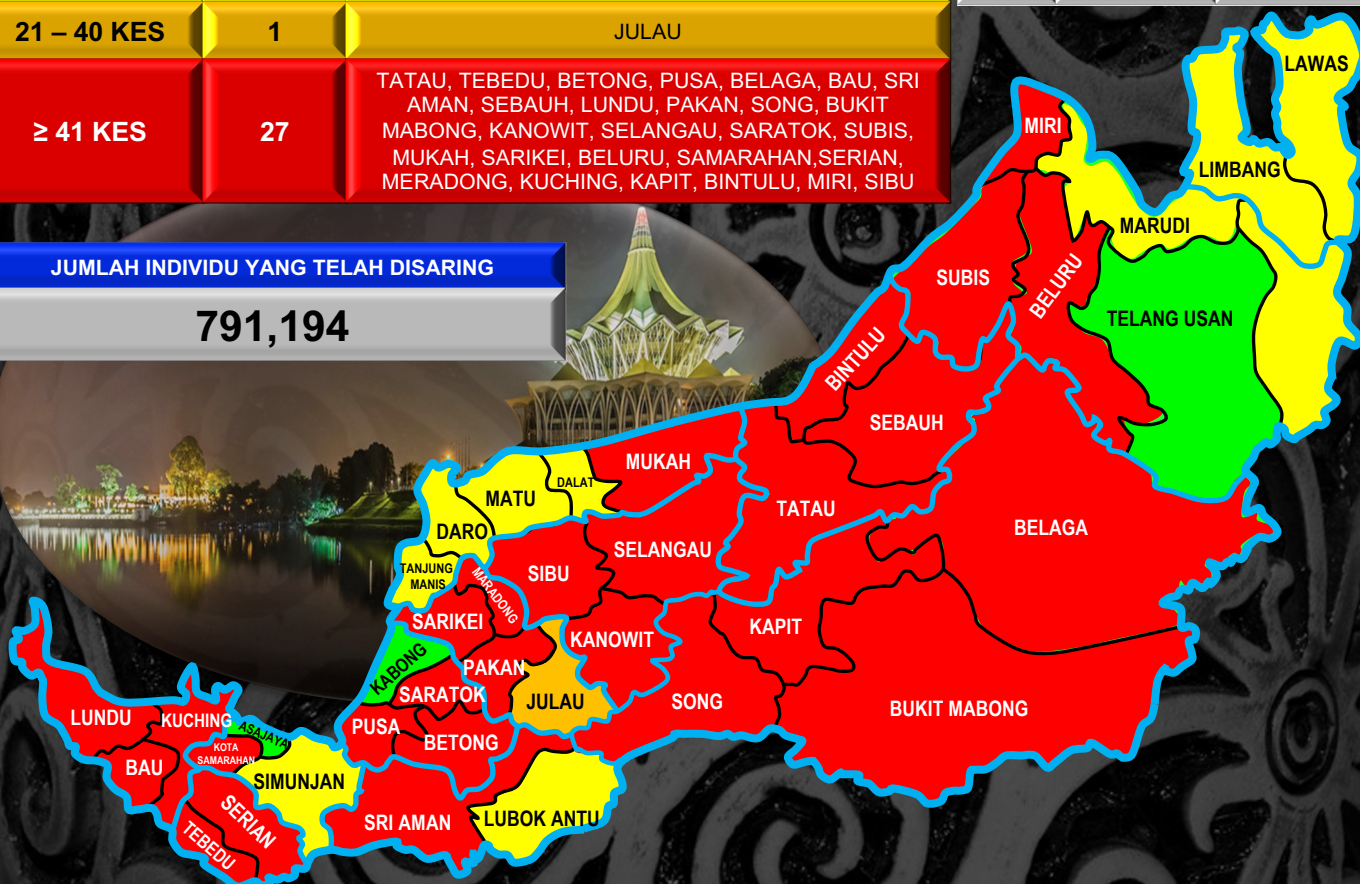 21 – 40 KES 1 JULAU
≥ 41 KES 27
TATAU, TEBEDU, BETONG, PUSA, BELAGA, BAU, SRI
AMAN, SEBAUH, LUNDU, PAKAN, SONG, BUKIT
MABONG, KANOWIT, SELANGAU, SARATOK, SUBIS,
MUKAH, SARIKEI, BELURU, SAMARAHAN,SERIAN,
MERADONG, KUCHING, KAPIT, BINTULU, MIRI, SIBU
JUMLAH INDIVIDU YANG TELAH DISARING
791,194
LAWAS
MIRI
LIMBANG
MARUDI
SUBIS
BELURU
TELANG USAN
BINTULU
SEBAUH
MUKAH
DALAT
MATU
DARO
TATAU
BELAGA
SELANGAU
SIBU
TANJUNG
MANIS
MARADONG
SARIKEI
KANOWIT
KAPIT
KABONG
PAKAN
SARATOK
JULAU
SONG
BUKIT MABONG
LUNDU
KUCHING
ASAJAYA
PUSA
BETONG
KOTA
SAMARAHAN
BAU
SIMUNJAN
SERIAN
SRI AMAN
LUBOK ANTU
TEBEDU